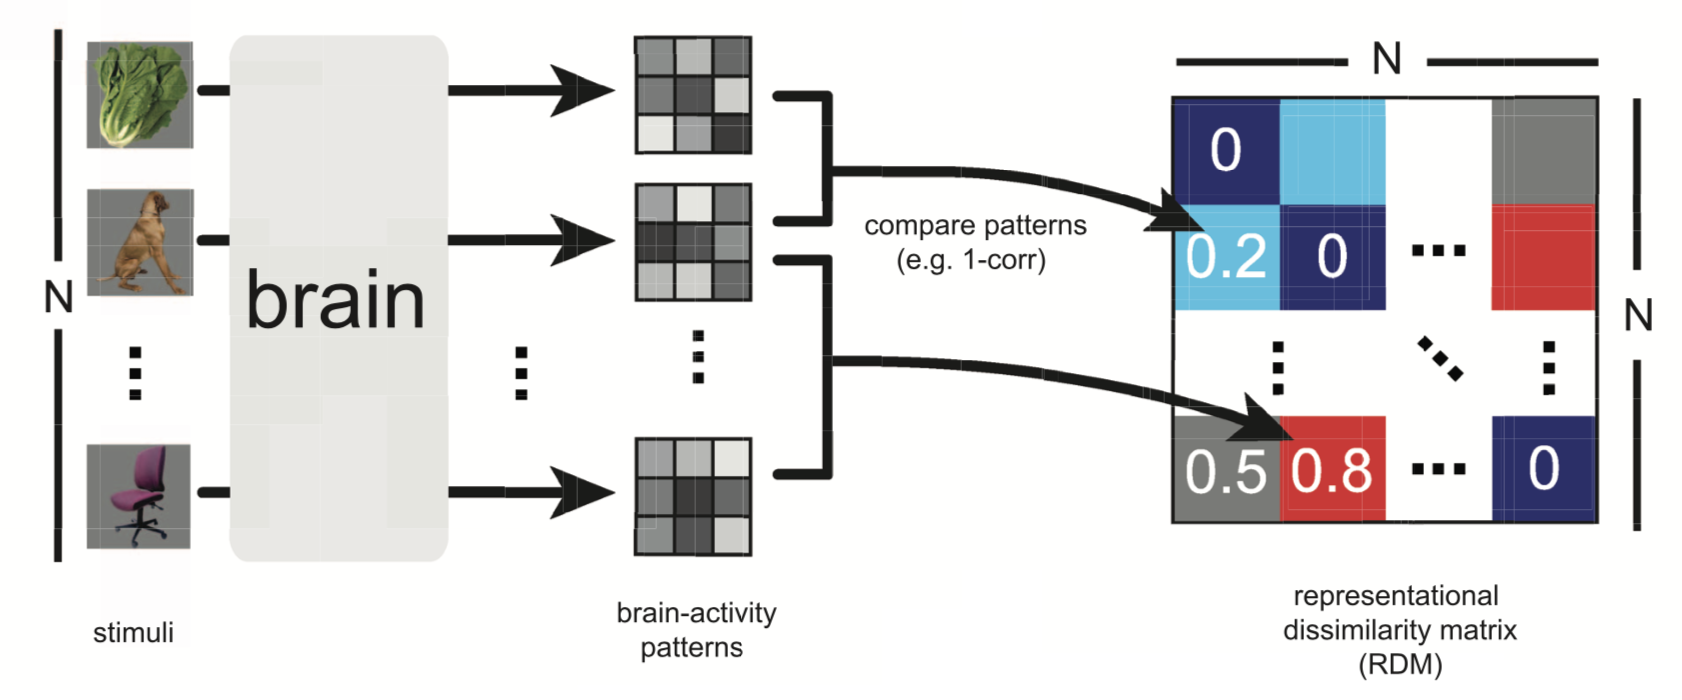 N
brain
N
N
compare patterns
(e.g. 1-corr)
0
0.2
0
0.5
0.8
0
stimuli
brain-activity
patterns
representational
dissimilarity matrix
(RDM)